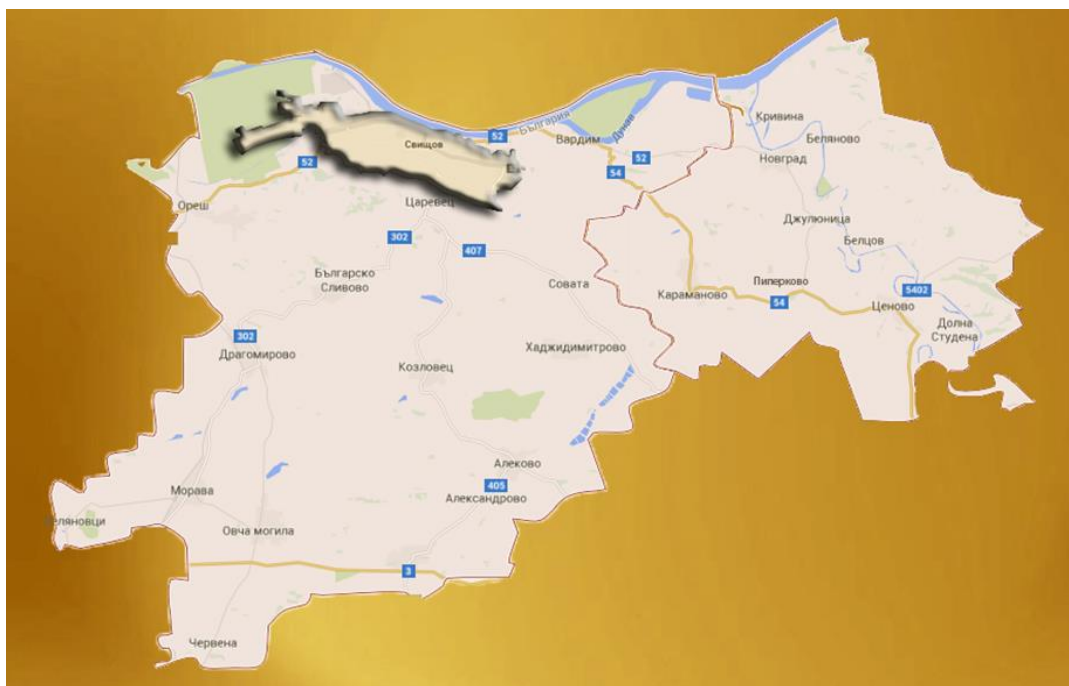 Кривина
52
България
Беляново
Вардим
Дунав
Свищов
52
52
Новград
54
Ореш
Царевец
Джулюница
302
407
Белцов
Българско
Сливово
Совата
Пиперково
Караманово
5402
54
Ценово
302
Долна
Студена
Драгомирово
Хаджидимитрово
Козловец
Алеково
405
Морава
Александрово
Овча могила
3
Червена